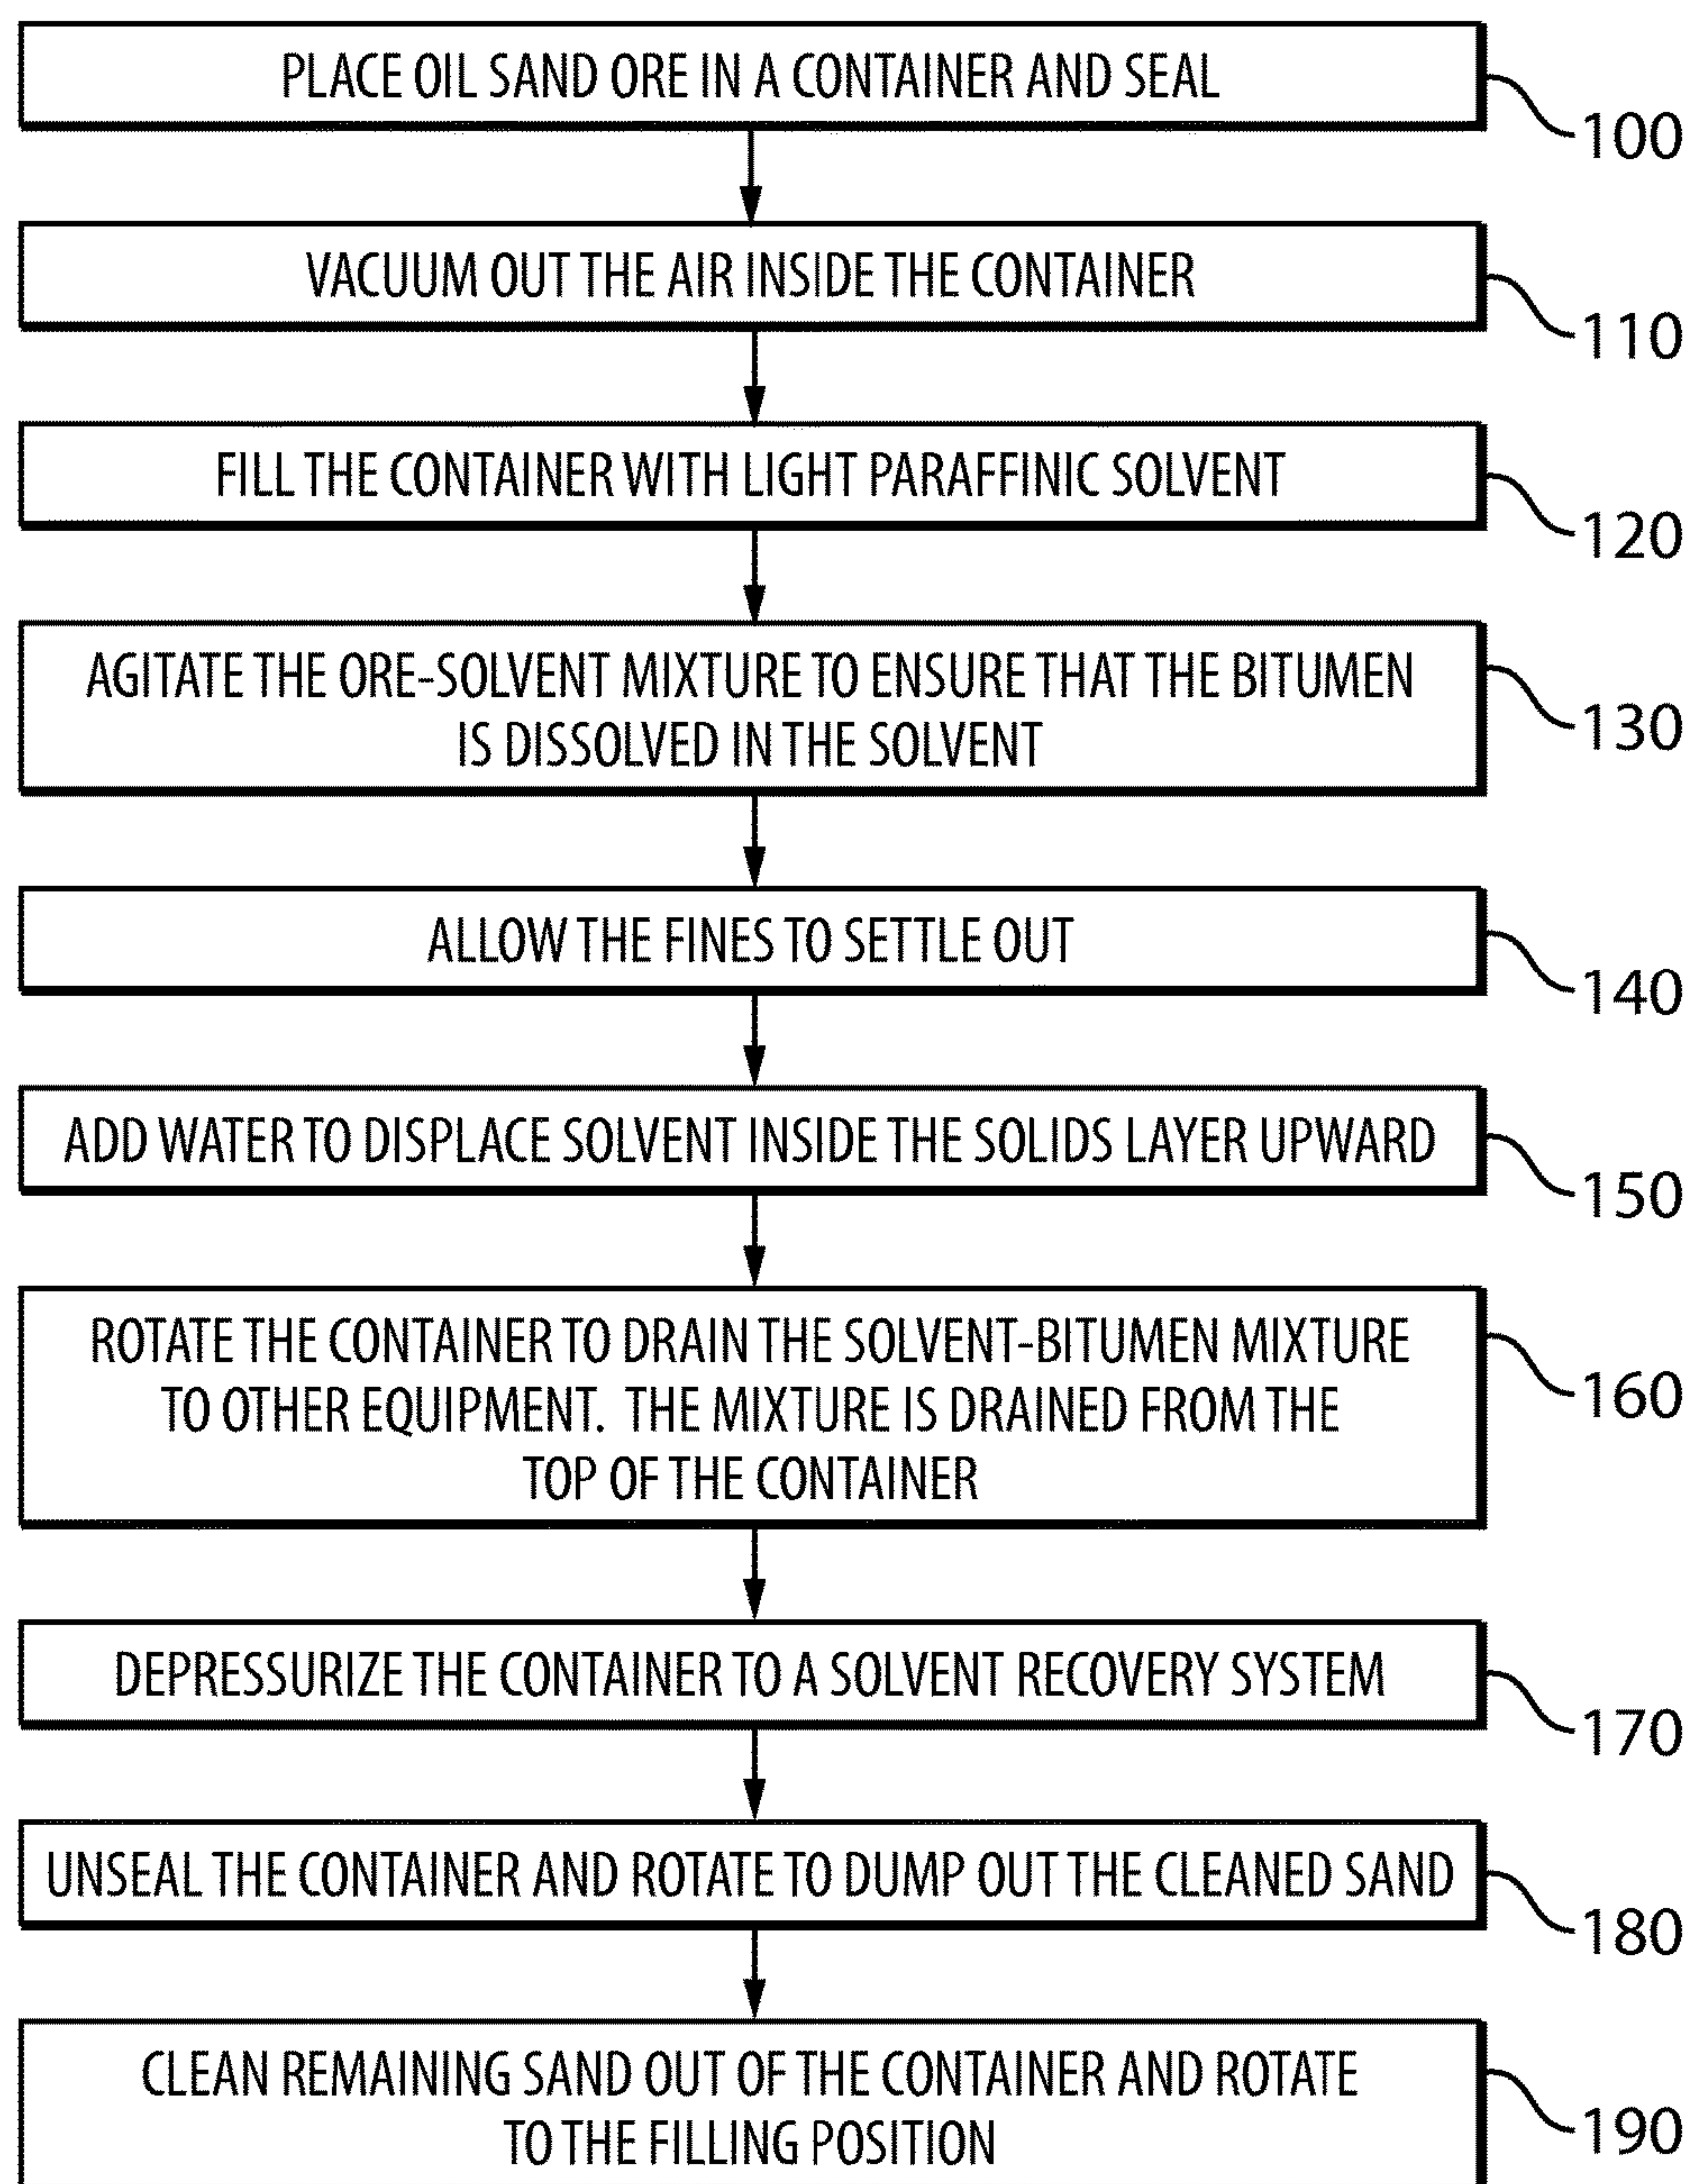 PLACE OIL SAND ORE IN A CONTAINER AND SEAL
100
VACUUM OUT THE AIR INSIDE THE CONTAINER
110
FILL THE CONTAINER WITH LIGHT PARAFFINIC SOLVENT
120
AGITATE THE ORE-SOLVENT MIXTURE TO ENSURE THAT THE BITUMEN
IS DISSOLVED IN THE SOLVENT
130
ALLOW THE FINES TO SETTLE OUT
140
ADD WATER TO DISPLACE SOLVENT INSIDE THE SOLIDS LAYER UPWARD
150
ROTATE THE CONTAINER TO DRAIN THE SOLVENT-BITUMEN MIXTURE
TO OTHER EQUIPMENT. THE MIXTURE IS DRAINED FROM THE
TOP OF THE CONTAINER
160
DEPRESSURIZE THE CONTAINER TO A SOLVENT RECOVERY SYSTEM
170
UNSEAL THE CONTAINER AND ROTATE TO DUMP OUT THE CLEANED SAND
180
CLEAN REMAINING SAND OUT OF THE CONTAINER AND ROTATE
TO THE FILLING POSITION
190